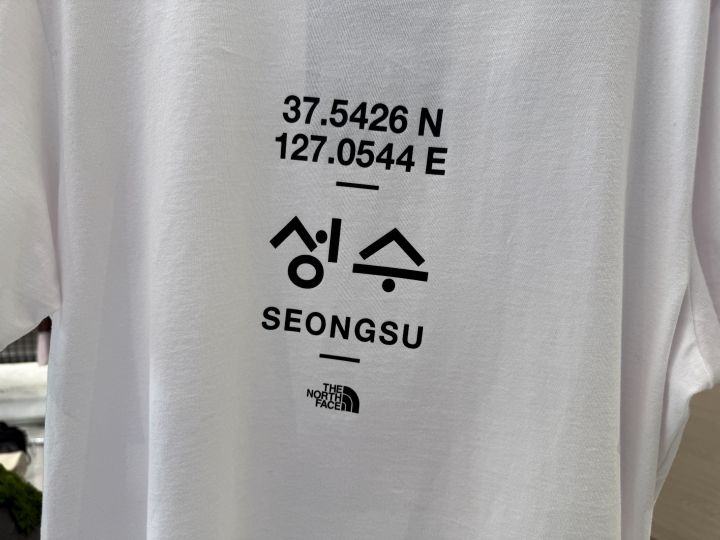 37.5426 N
127.0544 E
성수
SEONGSU
THE
NORTH
FACE